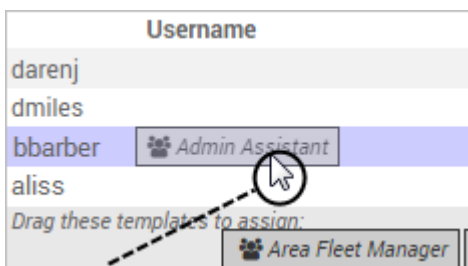 Username
darenj
dmiles
bbarber Admin Assistant
aliss
Drag these templates to assign:
Area Fleet Manager